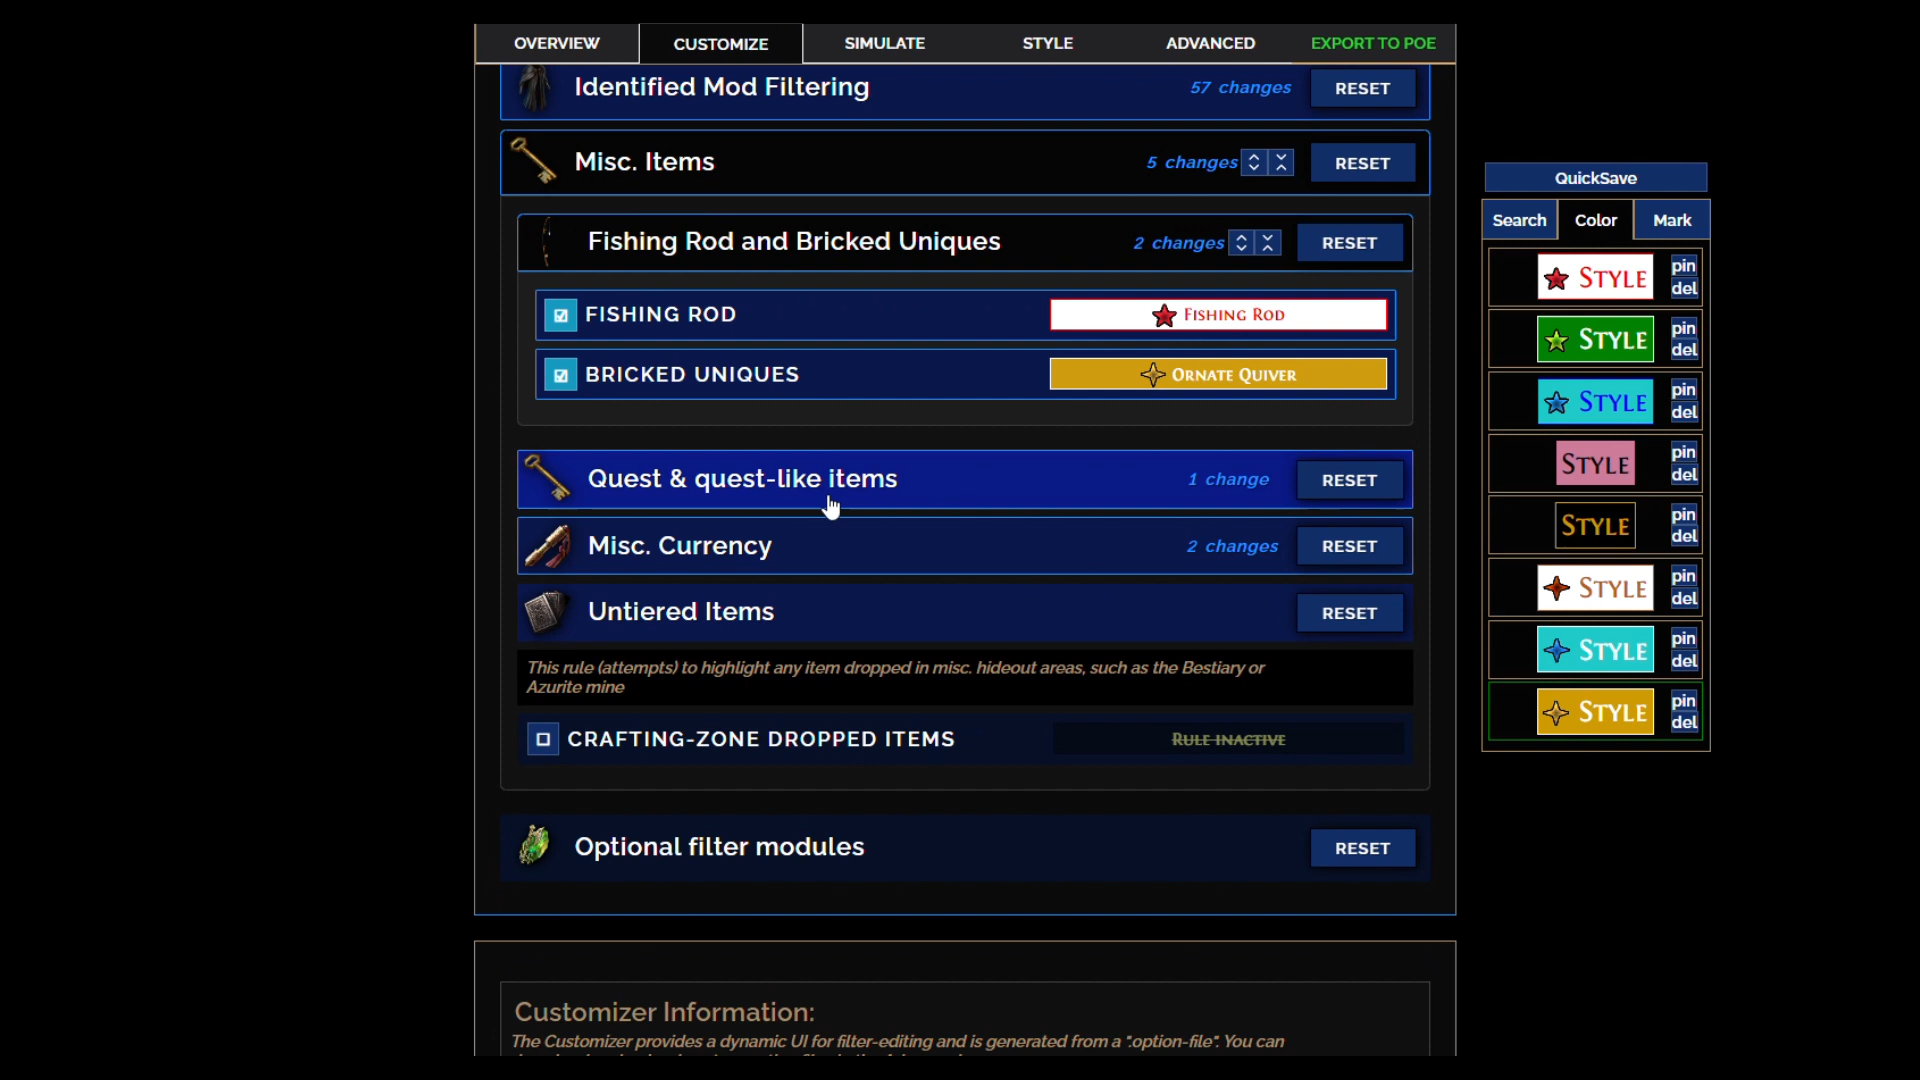 OVERVIEW
CUSTOMIZE
SIMULATE
STYLE
ADVANCED
EXPORT TO POE
Identified Mod Filtering
57 changes
RESET
Misc. Items
5 changes
RESET
Fishing Rod and Bricked Uniques
2 changes
RESET
FISHING ROD
Fishing Rod
BRICKED UNIQUES
Ornate Quiver
Quest & quest-like items
1 change
RESET
Misc. Currency
2 changes
RESET
Untiered Items
RESET
This rule (attempts) to highlight any item dropped in misc. hideout areas, such as the Bestiary or
Azurite mine
CRAFTING-ZONE DROPPED ITEMS
Rule inactive
Optional filter modules
RESET
Customizer Information:
The Customizer provides a dynamic UI for filter-editing and is generated from a "option-file". You can
QuickSave
Search
Color
Mark
Style
pin
del
Style
pin
del
Style
pin
del
Style
pin
del
Style
pin
del
Style
pin
del
Style
pin
del
Style
pin
del